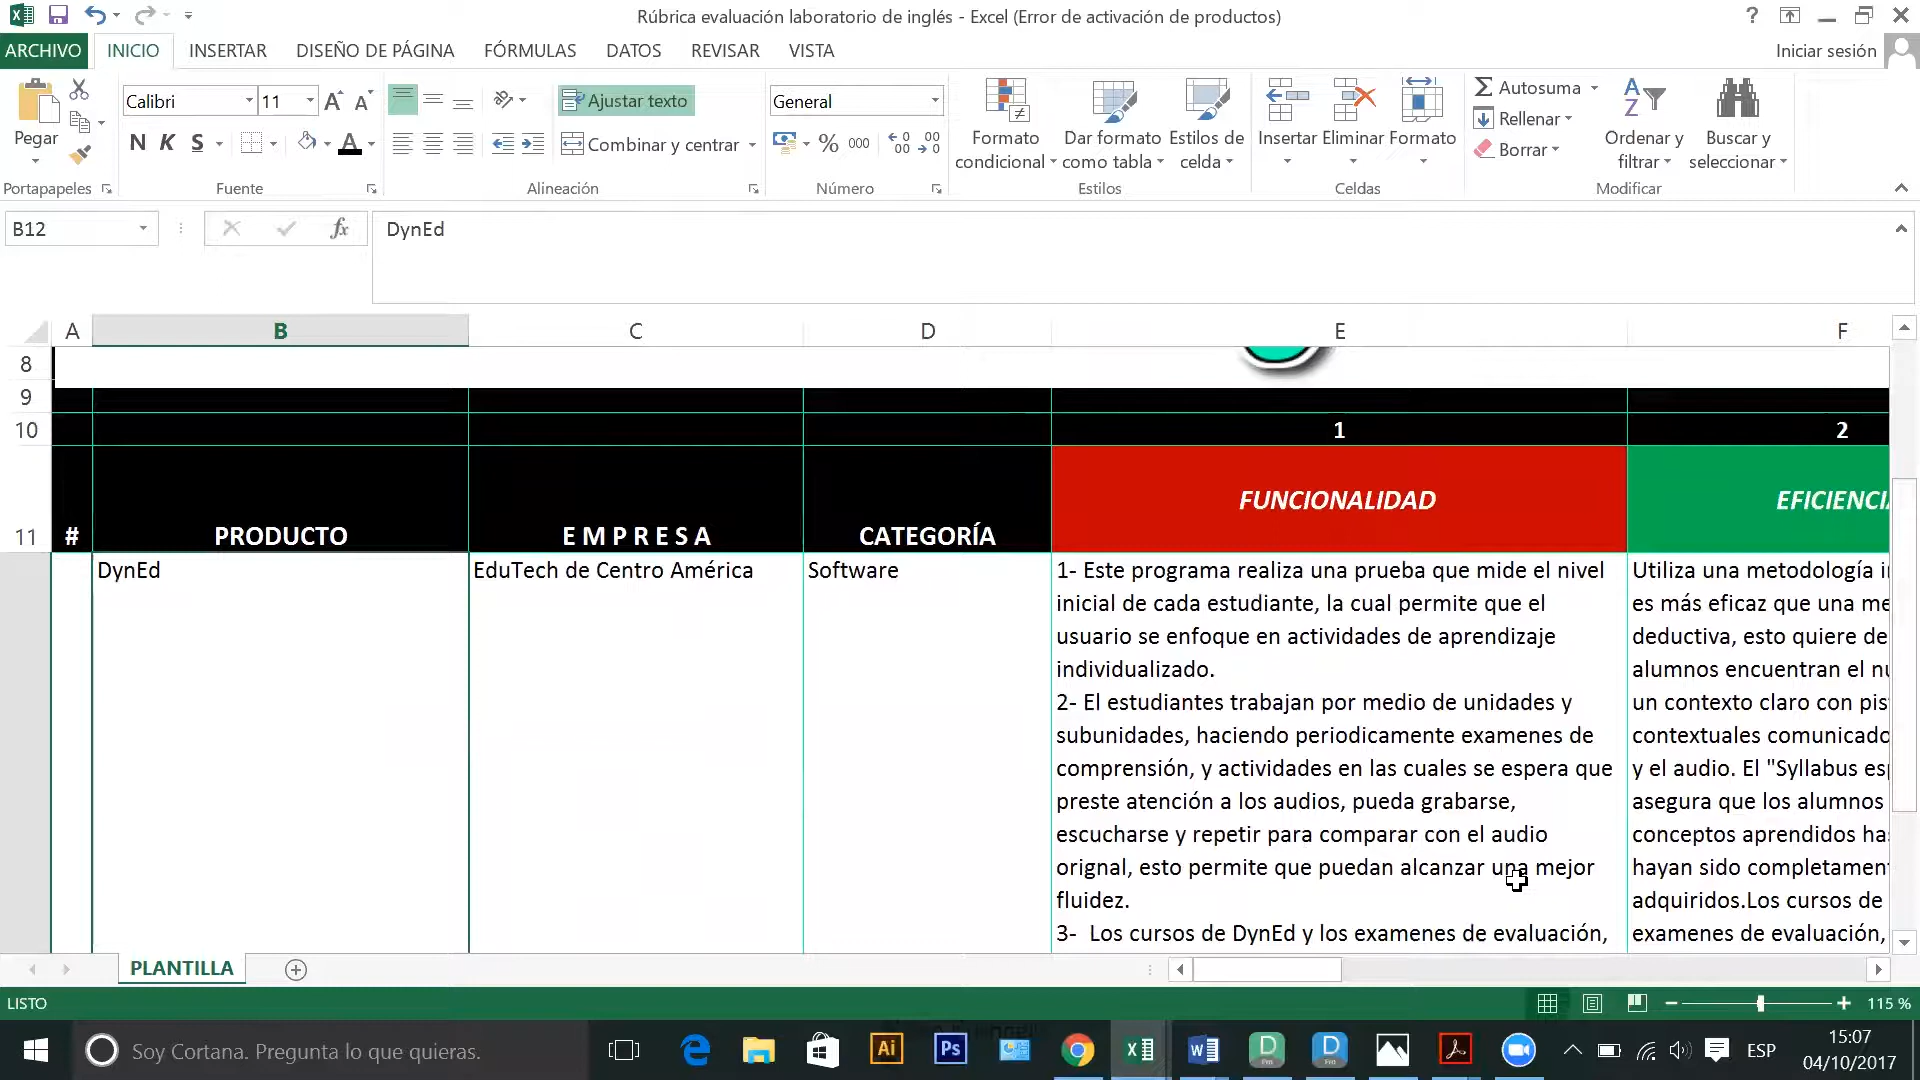 Rúbrica evaluación laboratorio de inglés - Excel (Error de activación de productos)
ARCHIVO INICIO INSERTAR DISEÑO DE PÁGINA FÓRMULAS DATOS REVISAR VISTA Iniciar sesión
Pegar
Portapapeles
Calibri 11
N K S
Fuente
Ajustar texto
Combinar y centrar
Alineación
General
% 000
Número
Formato condicional
Dar formato como tabla
Estilos de celda
Estilos
Insertar Eliminar Formato
Celdas
Autosuma
Rellenar
Borrar
Ordenar y filtrar
Buscar y seleccionar
Modificar
B12 fx DynEd
A B C D E F
8
9
10 1 2
11 # PRODUCTO E M P R E S A CATEGORÍA FUNCIONALIDAD EFICIENCI
DynEd
EduTech de Centro América
Software
1- Este programa realiza una prueba que mide el nivel
inicial de cada estudiante, la cual permite que el
usuario se enfoque en actividades de aprendizaje
individualizado.
2- El estudiantes trabajan por medio de unidades y
subunidades, haciendo periodicamente examenes de
comprensión, y actividades en las cuales se espera que
preste atención a los audios, pueda grabarse,
escucharse y repetir para comparar con el audio
orignal, esto permite que puedan alcanzar una mejor
fluidez.
3- Los cursos de DynEd y los examenes de evaluación,
Utiliza una metodología i
es más eficaz que una me
deductiva, esto quiere de
alumnos encuentran el nu
un contexto claro con pis
contextuales comunicado
y el audio. El "Syllabus esp
asegura que los alumnos
conceptos aprendidos ha
hayan sido completamen
adquiridos.Los cursos de
examenes de evaluación,
PLANTILLA
LISTO 115 %
Soy Cortana. Pregunta lo que quieras.
ESP
15:07
04/10/2017